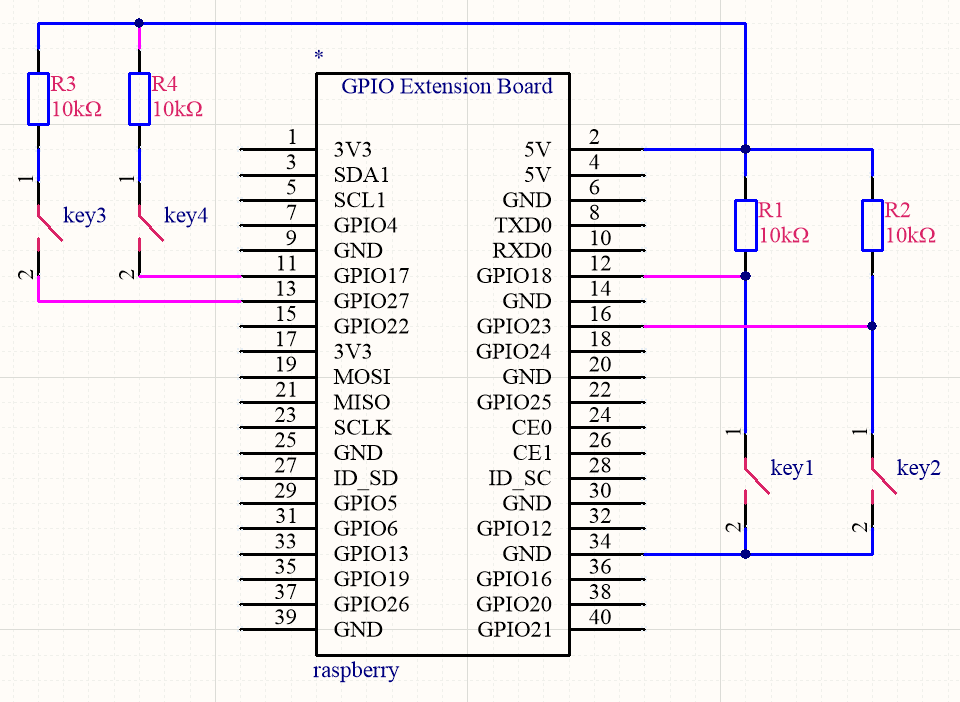 *
GPIO Extension Board
R3
10kΩ
R4
10kΩ
1
key3
2
1
key4
2
1 3V3 5V 2
3 SDA1 5V 4
5 SCL1 GND 6
7 GPIO4 TXD0 8
9 GND RXD0 10
11 GPIO17 GPIO18 12
13 GPIO27 GND 14
15 GPIO22 GPIO23 16
17 3V3 GPIO24 18
19 MOSI GND 20
21 MISO GPIO25 22
23 SCLK CE0 24
25 GND CE1 26
27 ID_SD ID_SC 28
29 GPIO5 GND 30
31 GPIO6 GPIO12 32
33 GPIO13 GND 34
35 GPIO19 GPIO16 36
37 GPIO26 GPIO20 38
39 GND GPIO21 40
raspberry
R1
10kΩ
R2
10kΩ
1
key1
2
1
key2
2